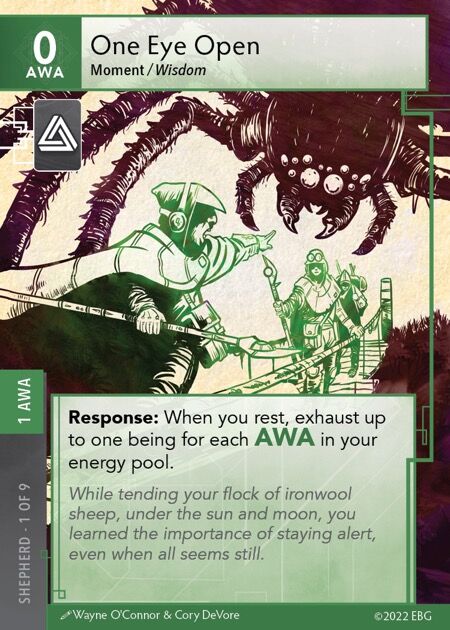 0
AWA
One Eye Open
Moment / Wisdom
1 AWA
SHEPHERD - 1 OF 9
Response: When you rest, exhaust up
to one being for each AWA in your
energy pool.
While tending your flock of ironwool
sheep, under the sun and moon, you
learned the importance of staying alert,
even when all seems still.
Wayne O'Connor & Cory DeVore
©2022 EBG